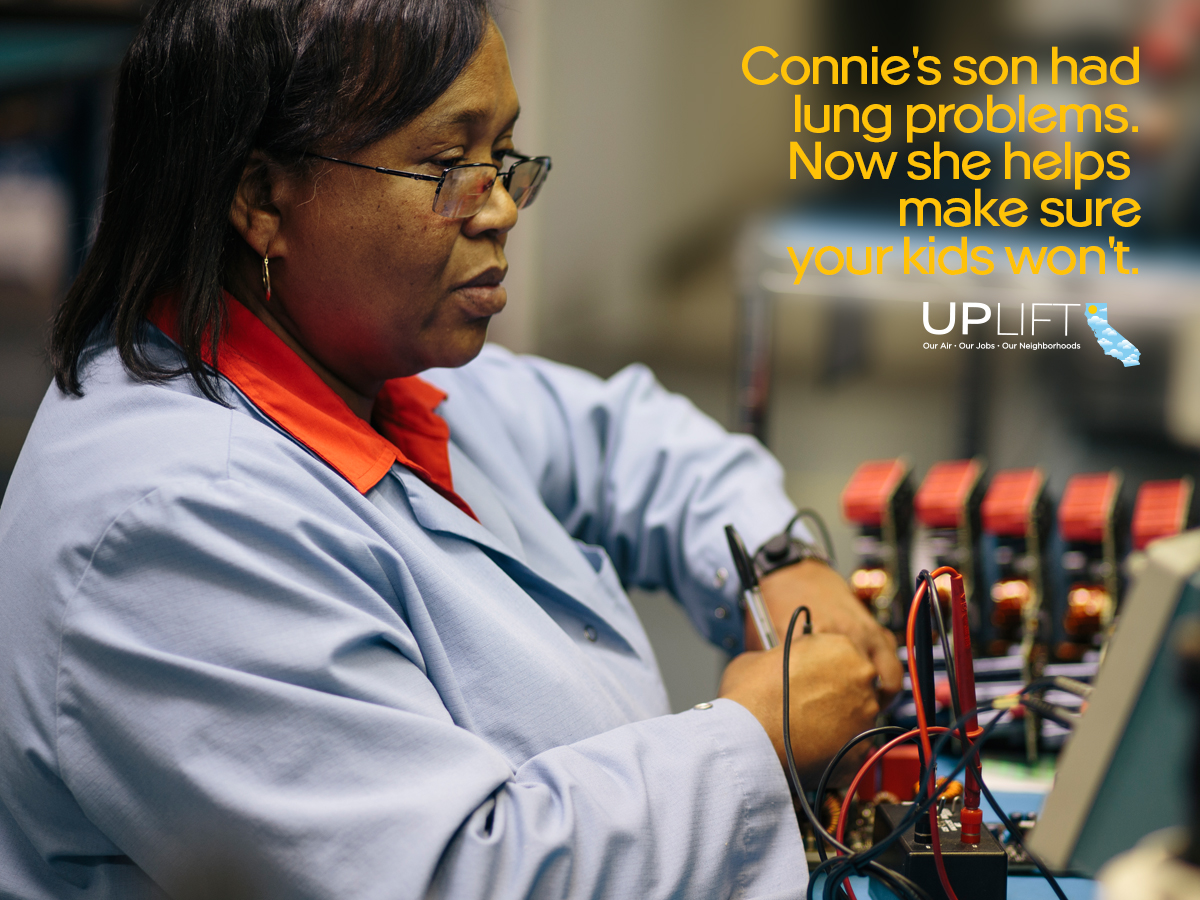 Connie's son had
lung problems.
Now she helps
make sure
your kids won't.
UPLIFT
Our Air · Our Jobs · Our Neighborhoods